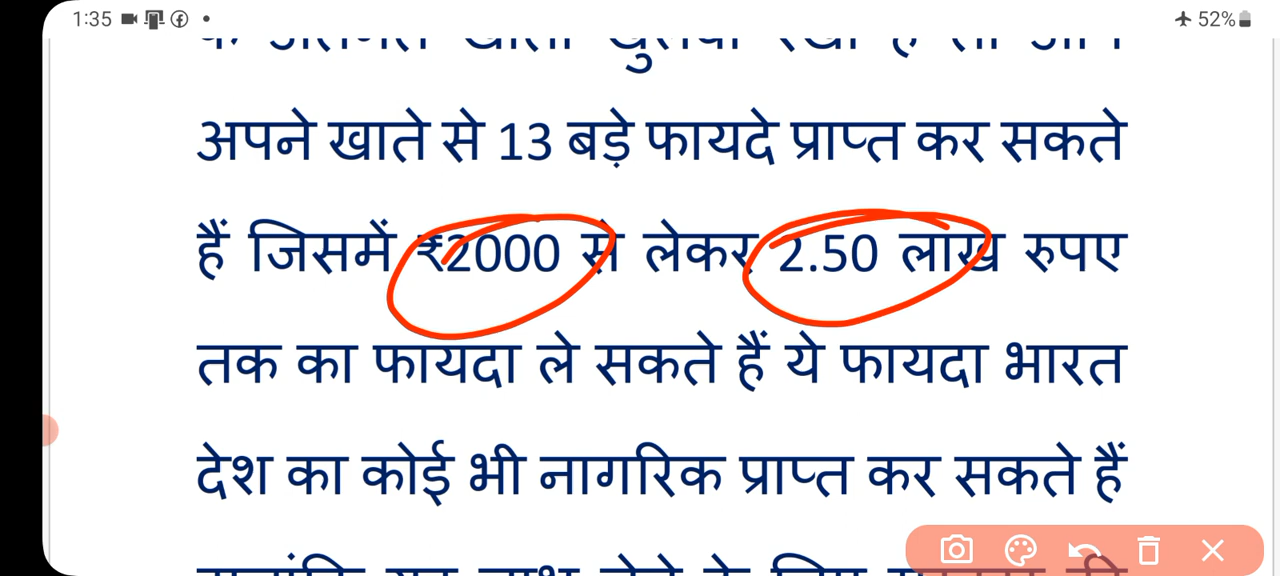 1:35
52%
अपने खाते से 13 बड़े फायदे प्राप्त कर सकते
हैं जिसमें ₹2000 से लेकर 2.50 लाख रुपए
तक का फायदा ले सकते हैं ये फायदा भारत
देश का कोई भी नागरिक प्राप्त कर सकते हैं